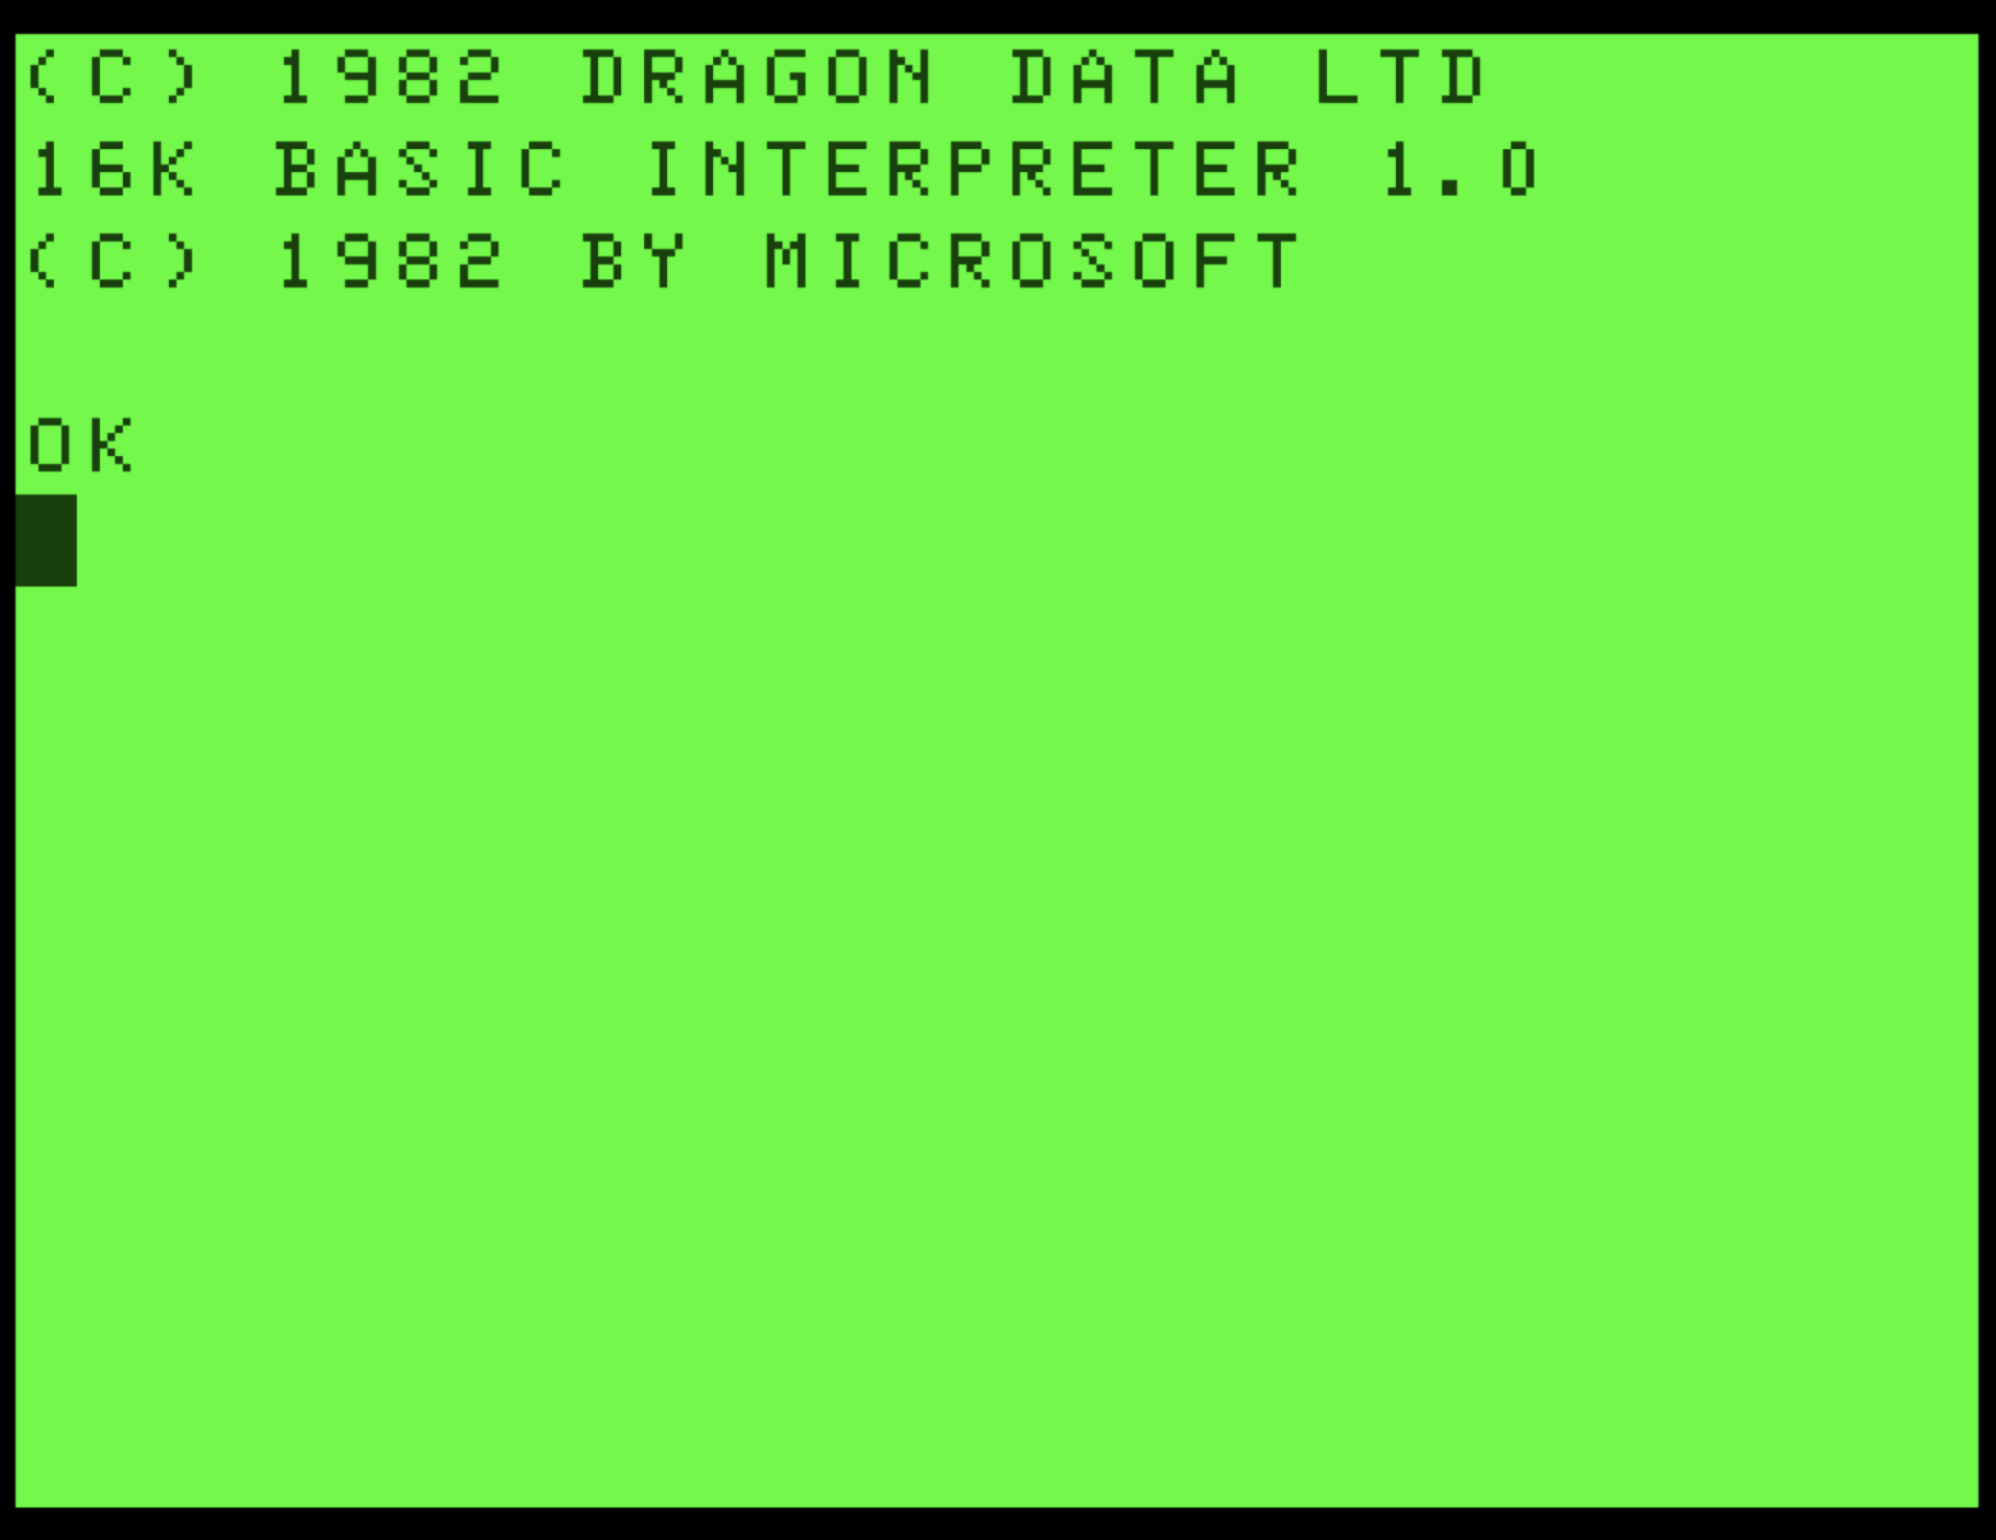 (C) 1982 DRAGON DATA LTD
16K BASIC INTERPRETER 1.0
(C) 1982 BY MICROSOFT
OK